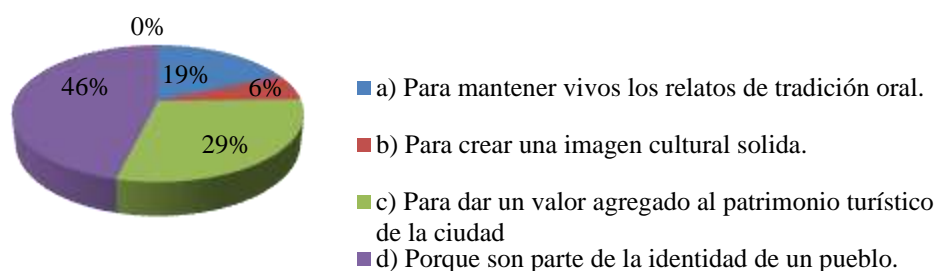 0%
19%
46%
6%
29%
a) Para mantener vivos los relatos de tradición oral.
b) Para crear una imagen cultural solida.
c) Para dar un valor agregado al patrimonio turístico
de la ciudad
d) Porque son parte de la identidad de un pueblo.